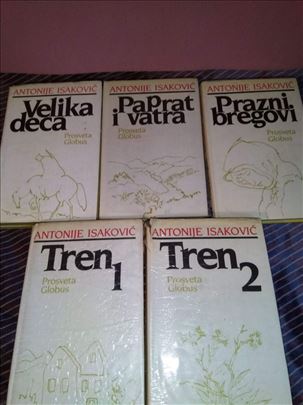 ANTONIJE ISAKOVIĆ
Velika
deca
Prosveta
Globus
ANTONIJE ISAKOVIĆ
Paprat
i vatra
Prosveta
Globus
ANTONIJE ISAKOVIĆ
Prazni
bregovi
Prosveta
Globus
ANTONIJE ISAKOVIĆ
Tren 1
Prosveta
Globus
ANTONIJE ISAKOVIĆ
Tren 2
Prosveta
Globus